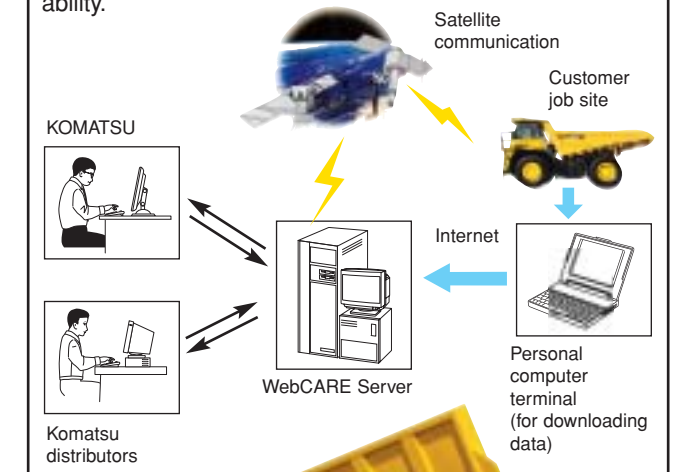 ability.
Satellite
communication
Customer
job site
KOMATSU
Internet
WebCARE Server
Personal
computer
terminal
(for downloading
data)
Komatsu
distributors